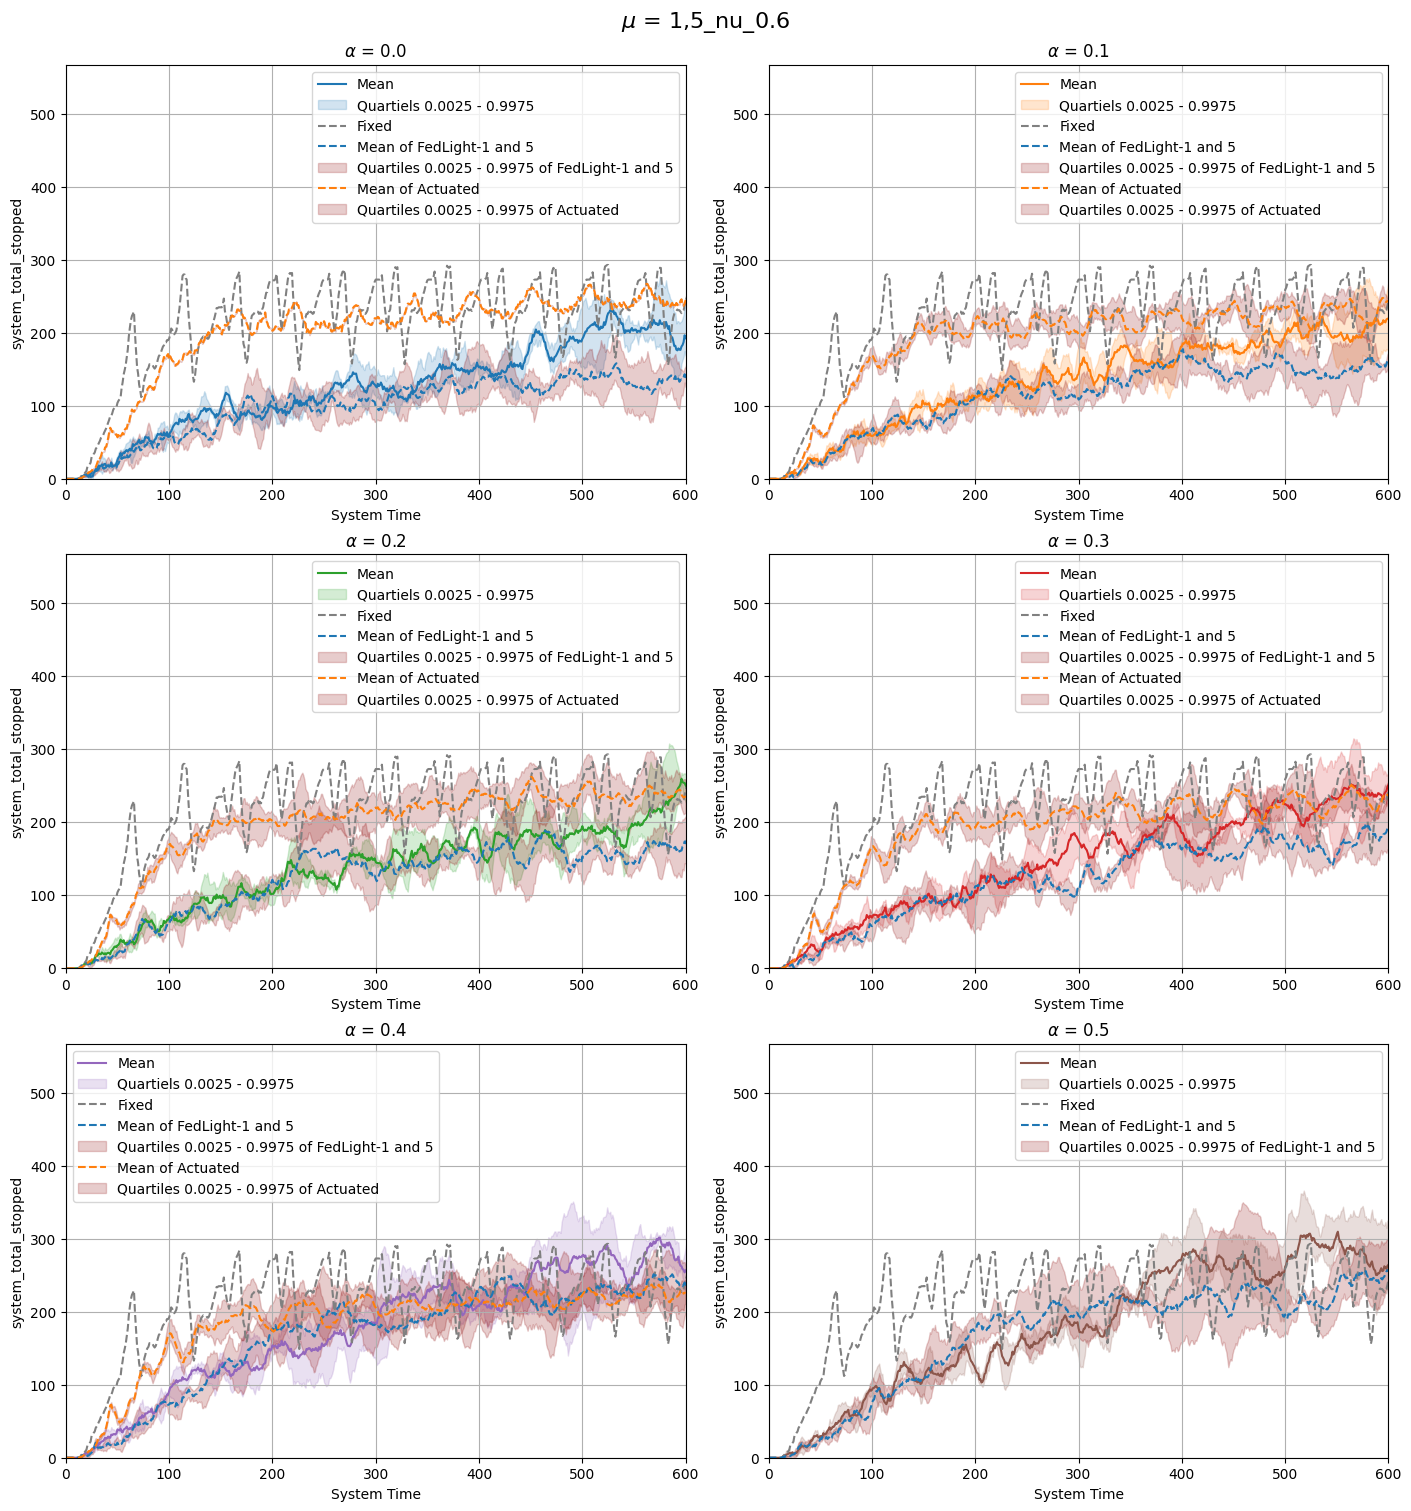 μ = 1,5_nu_0.6
α = 0.0
Mean
Quartiels 0.0025 - 0.9975
Fixed
Mean of FedLight-1 and 5
Quartiles 0.0025 - 0.9975 of FedLight-1 and 5
Mean of Actuated
Quartiles 0.0025 - 0.9975 of Actuated
system_total_stopped
500
400
300
200
100
0
0 100 200 300 400 500 600
System Time
α = 0.1
Mean
Quartiels 0.0025 - 0.9975
Fixed
Mean of FedLight-1 and 5
Quartiles 0.0025 - 0.9975 of FedLight-1 and 5
Mean of Actuated
Quartiles 0.0025 - 0.9975 of Actuated
system_total_stopped
500
400
300
200
100
0
0 100 200 300 400 500 600
System Time
α = 0.2
Mean
Quartiels 0.0025 - 0.9975
Fixed
Mean of FedLight-1 and 5
Quartiles 0.0025 - 0.9975 of FedLight-1 and 5
Mean of Actuated
Quartiles 0.0025 - 0.9975 of Actuated
system_total_stopped
500
400
300
200
100
0
0 100 200 300 400 500 600
System Time
α = 0.3
Mean
Quartiels 0.0025 - 0.9975
Fixed
Mean of FedLight-1 and 5
Quartiles 0.0025 - 0.9975 of FedLight-1 and 5
Mean of Actuated
Quartiles 0.0025 - 0.9975 of Actuated
system_total_stopped
500
400
300
200
100
0
0 100 200 300 400 500 600
System Time
α = 0.4
Mean
Quartiels 0.0025 - 0.9975
Fixed
Mean of FedLight-1 and 5
Quartiles 0.0025 - 0.9975 of FedLight-1 and 5
Mean of Actuated
Quartiles 0.0025 - 0.9975 of Actuated
system_total_stopped
500
400
300
200
100
0
0 100 200 300 400 500 600
System Time
α = 0.5
Mean
Quartiels 0.0025 - 0.9975
Fixed
Mean of FedLight-1 and 5
Quartiles 0.0025 - 0.9975 of FedLight-1 and 5
system_total_stopped
500
400
300
200
100
0
0 100 200 300 400 500 600
System Time